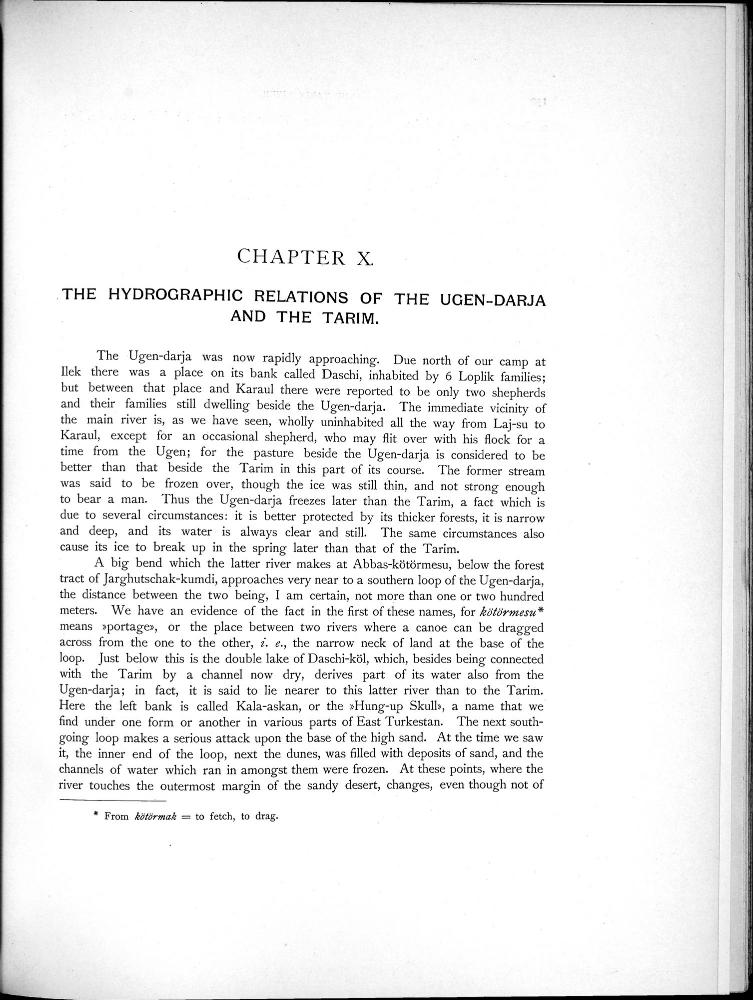 CHAPTER X.
THE HYDROGRAPHIC RELATIONS OF THE UGEN-DARJA
AND THE TARIM.
The Ugen-darja was now rapidly approaching. Due north of our camp at
Ilek there was a place on its bank called Daschi, inhabited by 6 Loplik families;
but between that place and Karaul there were reported to be only two shepherds
and their families still dwelling beside the Ugen-darja. The immediate vicinity of
the main river is, as we have seen, wholly uninhabited all the way from Laj-su to
Karaul, except for an occasional shepherd, who may flit over with his flock for a
time from the Ugen; for the pasture beside the Ugen-darja is considered to be
better than that beside the Tarim in this part of its course. The former stream
was said to be frozen over, though the ice was still thin, and not strong enough
to bear a man. Thus the Ugen-darja freezes later than the Tarim, a fact which is
due to several circumstances: it is better protected by its thicker forests, it is narrow
and deep, and its water is always clear and still. The same circumstances also
cause its ice to break up in the spring later than that of the Tarim.
A big bend which the latter river makes at Abbas-kötörmesu, below the forest
tract of Jarghutschak-kumdi, approaches very near to a southern loop of the Ugen-darja,
the distance between the two being, I am certain, not more than one or two hundred
meters. We have an evidence of the fact in the first of these names, for kötörmesu*
means »portage», or the place between two rivers where a canoe can be dragged
across from the one to the other, i. e., the narrow neck of land at the base of the
loop. Just below this is the double lake of Daschi-köl, which, besides being connected
with the Tarim by a channel now dry, derives part of its water also from the
Ugen-darja; in fact, it is said to lie nearer to this latter river than to the Tarim.
Here the left bank is called Kala-askan, or the »Hung-up Skull», a name that we
find under one form or another in various parts of East Turkestan. The next south-
going loop makes a serious attack upon the base of the high sand. At the time we saw
it, the inner end of the loop, next the dunes, was filled with deposits of sand, and the
channels of water which ran in amongst them were frozen. At these points, where the
river touches the outermost margin of the sandy desert, changes, even though not of
* From kötörmak = to fetch, to drag.